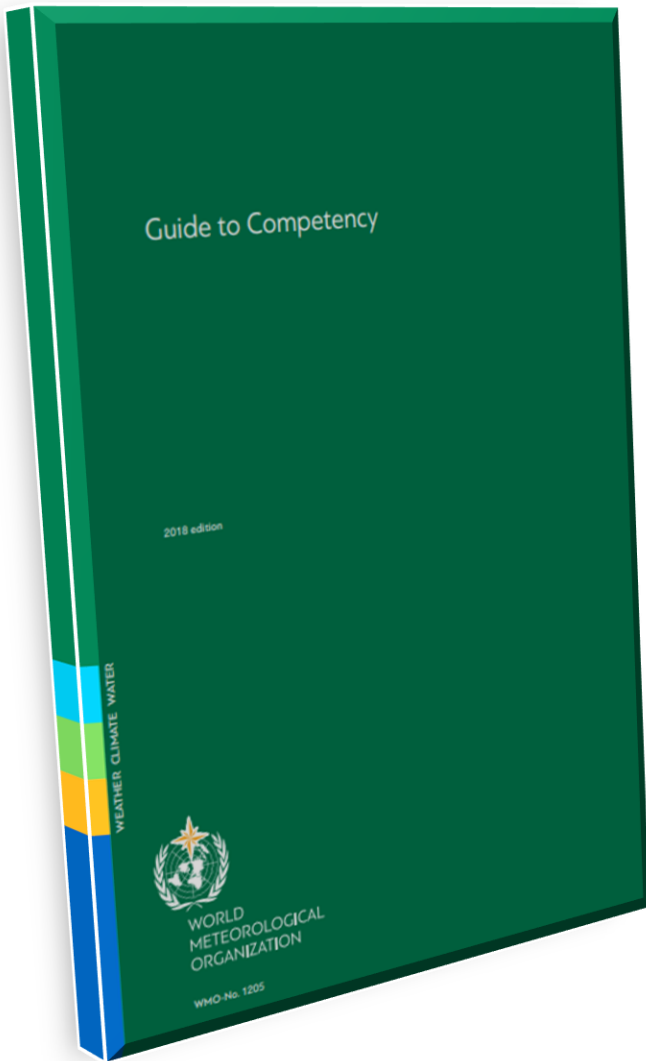 Guide to Competency
2018 edition
WEATHER CLIMATE WATER
WORLD
METEOROLOGICAL
ORGANIZATION
WMO-No. 1205